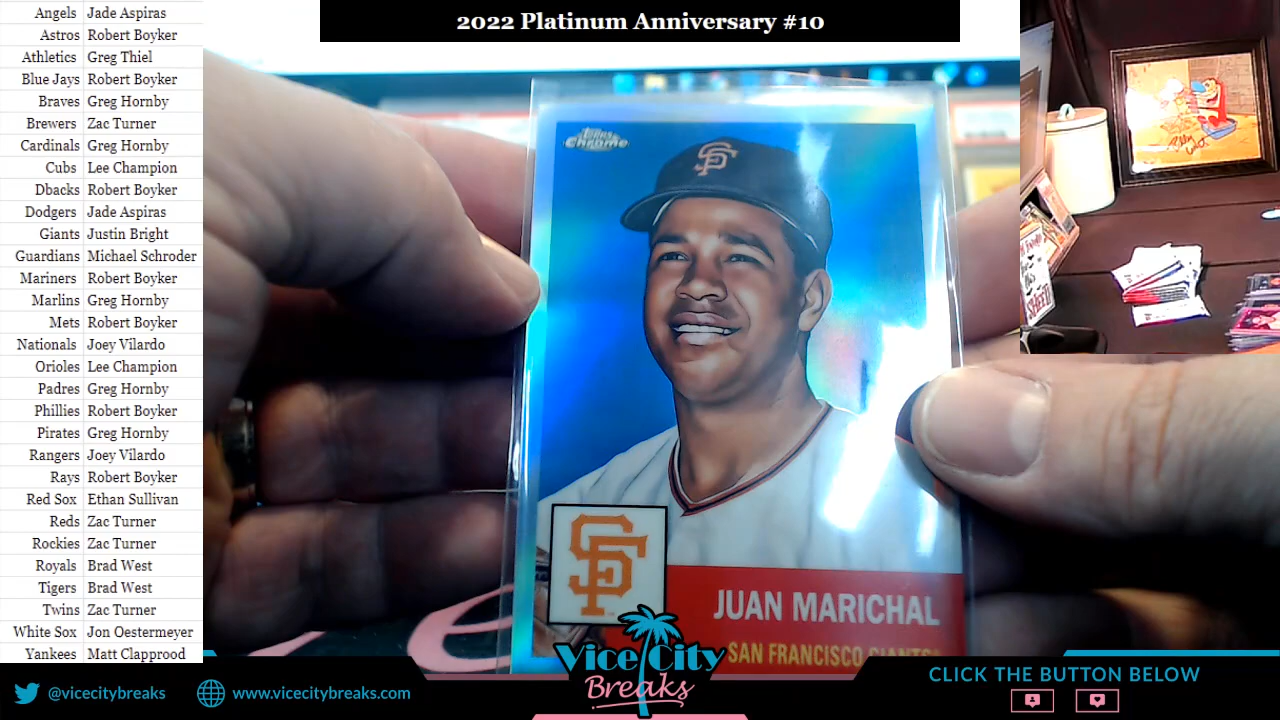 2022 Platinum Anniversary #10
Angels Jade Aspiras
Astros Robert Boyker
Athletics Greg Thiel
Blue Jays Robert Boyker
Braves Greg Hornby
Brewers Zac Turner
Cardinals Greg Hornby
Cubs Lee Champion
Dbacks Robert Boyker
Dodgers Jade Aspiras
Giants Justin Bright
Guardians Michael Schroder
Mariners Robert Boyker
Marlins Greg Hornby
Mets Robert Boyker
Nationals Joey Vilardo
Orioles Lee Champion
Padres Greg Hornby
Phillies Robert Boyker
Pirates Greg Hornby
Rangers Joey Vilardo
Rays Robert Boyker
Red Sox Ethan Sullivan
Reds Zac Turner
Rockies Zac Turner
Royals Brad West
Tigers Brad West
Twins Zac Turner
White Sox Jon Oestermeyer
Yankees Matt Clapprood
Topps
Chrome
SF
SF
JUAN MARICHAL
SAN FRANCISCO GIANTS
Vice City
Breaks
@vicecitybreaks
www.vicecitybreaks.com
CLICK THE BUTTON BELOW